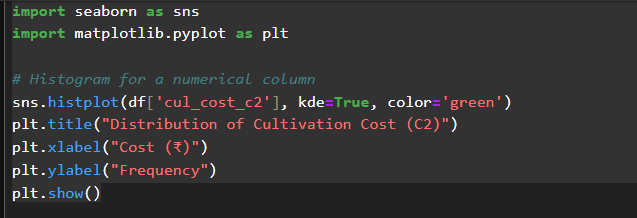 import seaborn as sns
import matplotlib.pyplot as plt
# Histogram for a numerical column
sns.histplot(df['cul_cost_c2'], kde=True, color='green')
plt.title("Distribution of Cultivation Cost (C2)")
plt.xlabel("Cost (₹)")
plt.ylabel("Frequency")
plt.show()